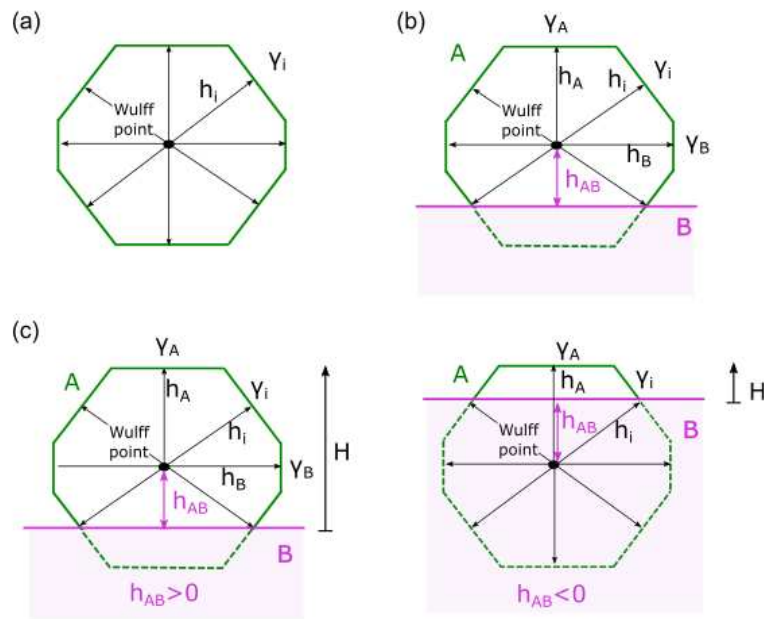 (a)
γi
hi
Wulff
point
(b)
γA
A
hA
hi
γi
Wulff
point
hB
γB
hAB
B
(c)
γA
A
hA
γi
hi
Wulff
point
hB
γB
H
hAB
B
hAB>0
γA
A
hA
γi
H
hAB
B
Wulff
point
hi
hAB<0